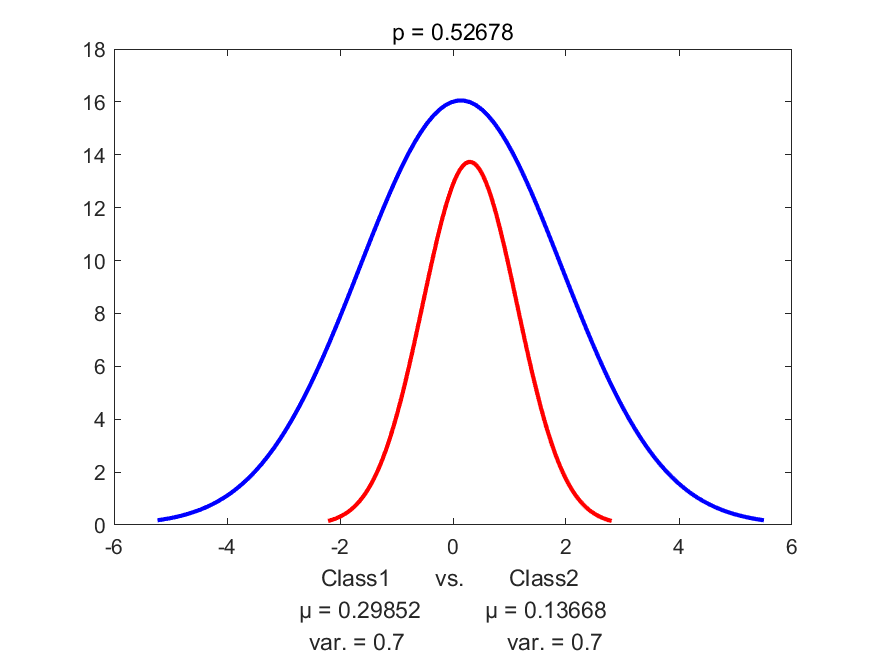 p = 0.52678
18
16
14
12
10
8
6
4
2
0
-6 -4 -2 0 2 4 6
Class1 vs. Class2
μ = 0.29852 μ = 0.13668
var. = 0.7 var. = 0.7